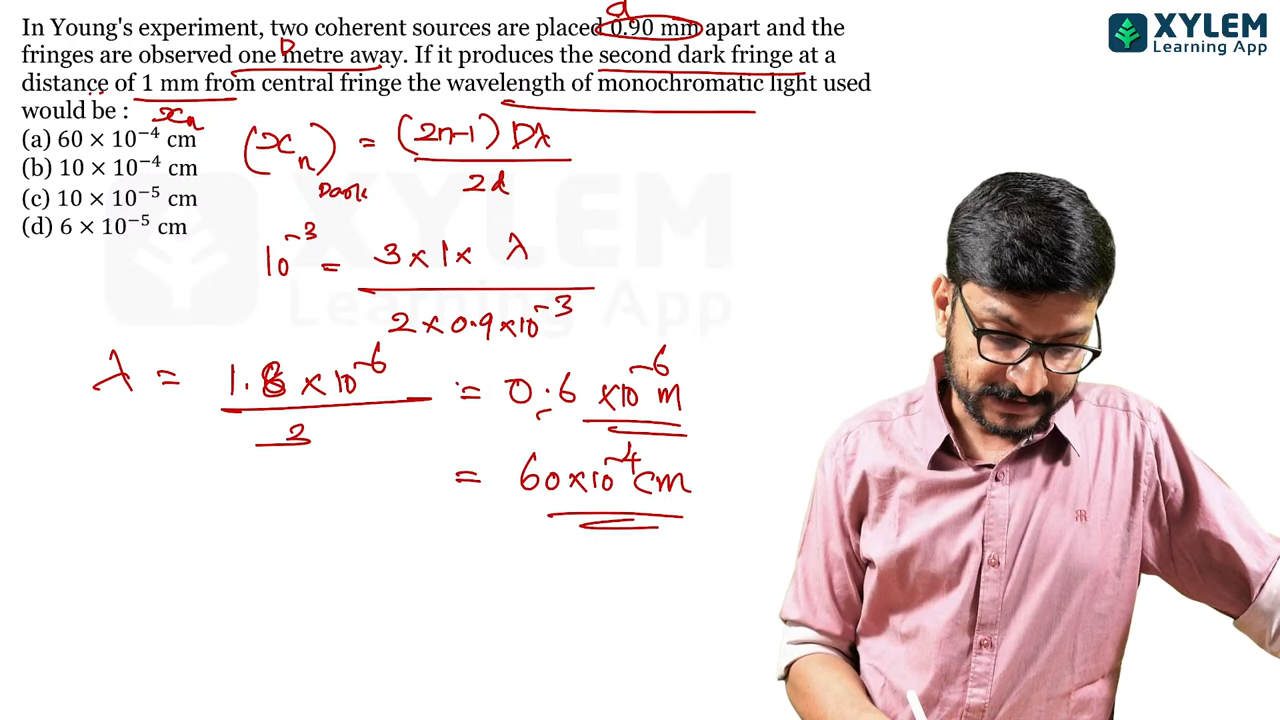 In Young's experiment, two coherent sources are placed 0.90 mm apart and the
fringes are observed one metre away. If it produces the second dark fringe at a
distance of 1 mm from central fringe the wavelength of monochromatic light used
would be :
(a) 60 × 10⁻⁴ cm
(b) 10 × 10⁻⁴ cm
(c) 10 × 10⁻⁵ cm
(d) 6 × 10⁻⁵ cm
d
D
xₙ
(xₙ) Dark = (2n-1) Dλ / 2d
10⁻³ = 3 × 1 × λ / 2 × 0.9 × 10⁻³
λ = 1.8 × 10⁻⁶ / 3 = 0.6 × 10⁻⁶ m
= 60 × 10⁻⁴ cm
XYLEM
Learning App
XYLEM
Learning App